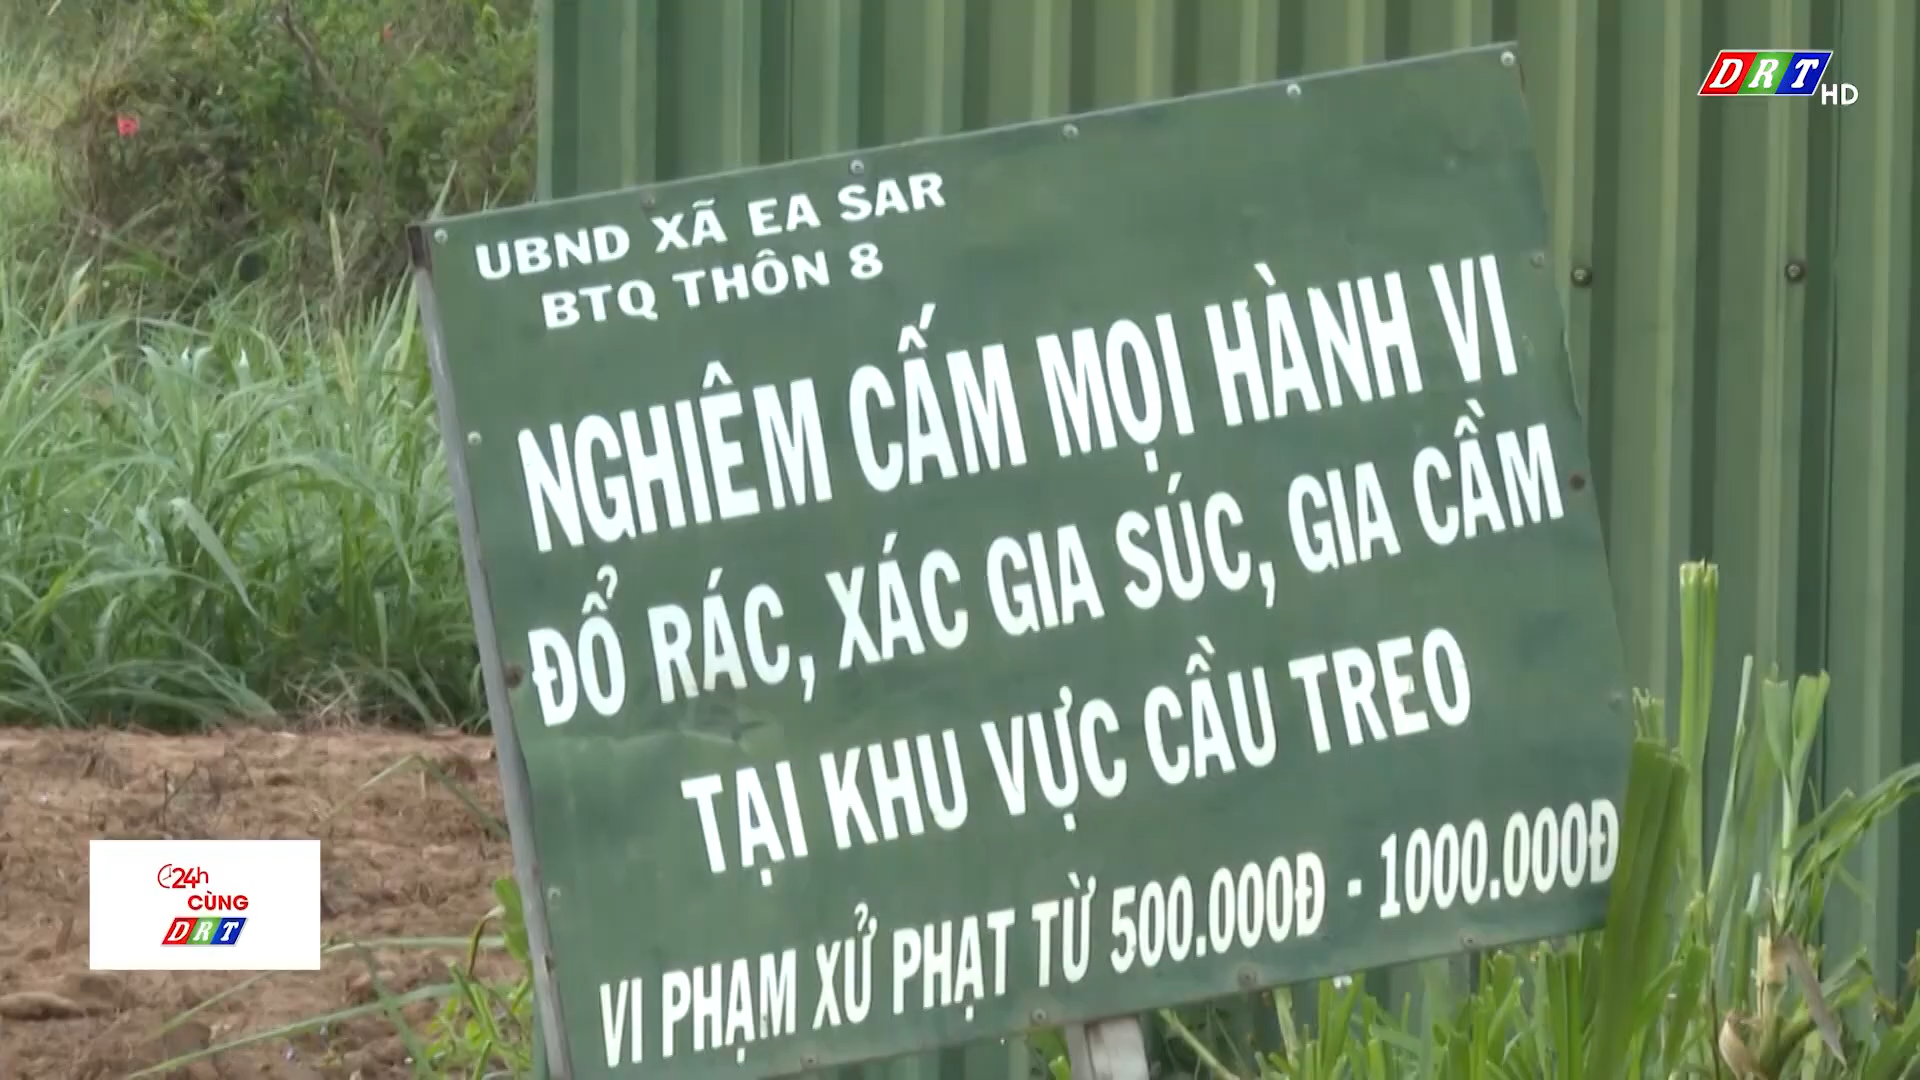 DRT HD
UBND XÃ EA SAR
BTQ THÔN 8
NGHIÊM CẤM MỌI HÀNH VI
ĐỔ RÁC, XÁC GIA SÚC, GIA CẦM
TẠI KHU VỰC CẦU TREO
VI PHẠM XỬ PHẠT TỪ 500.000Đ - 1000.000Đ
24h
CÙNG
DRT